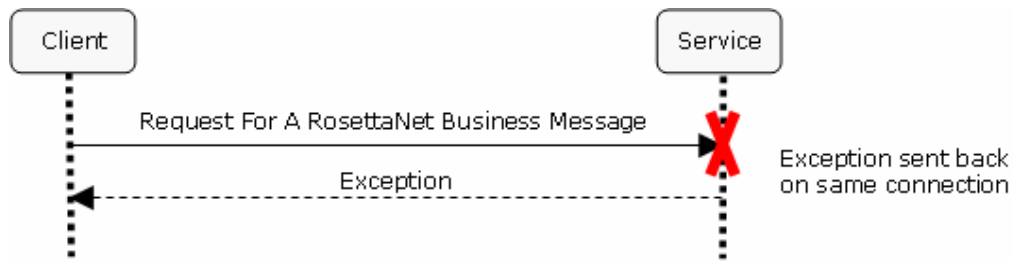 Client
Service
Request For A RosettaNet Business Message
Exception
Exception sent back
on same connection